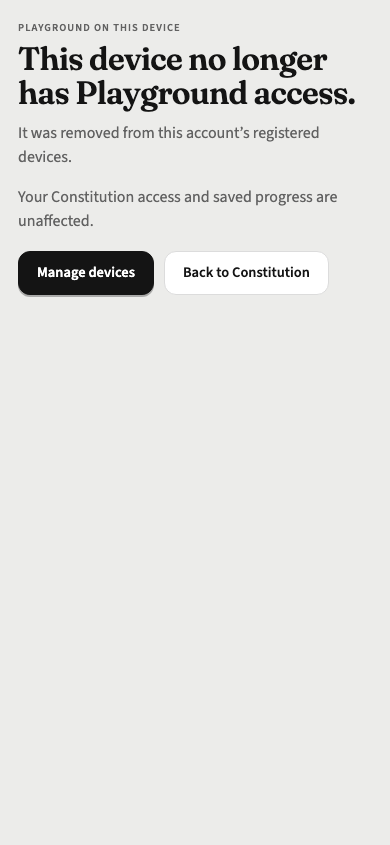 PLAYGROUND ON THIS DEVICE
This device no longer
has Playground access.
It was removed from this account’s registered
devices.
Your Constitution access and saved progress are
unaffected.
Manage devices
Back to Constitution